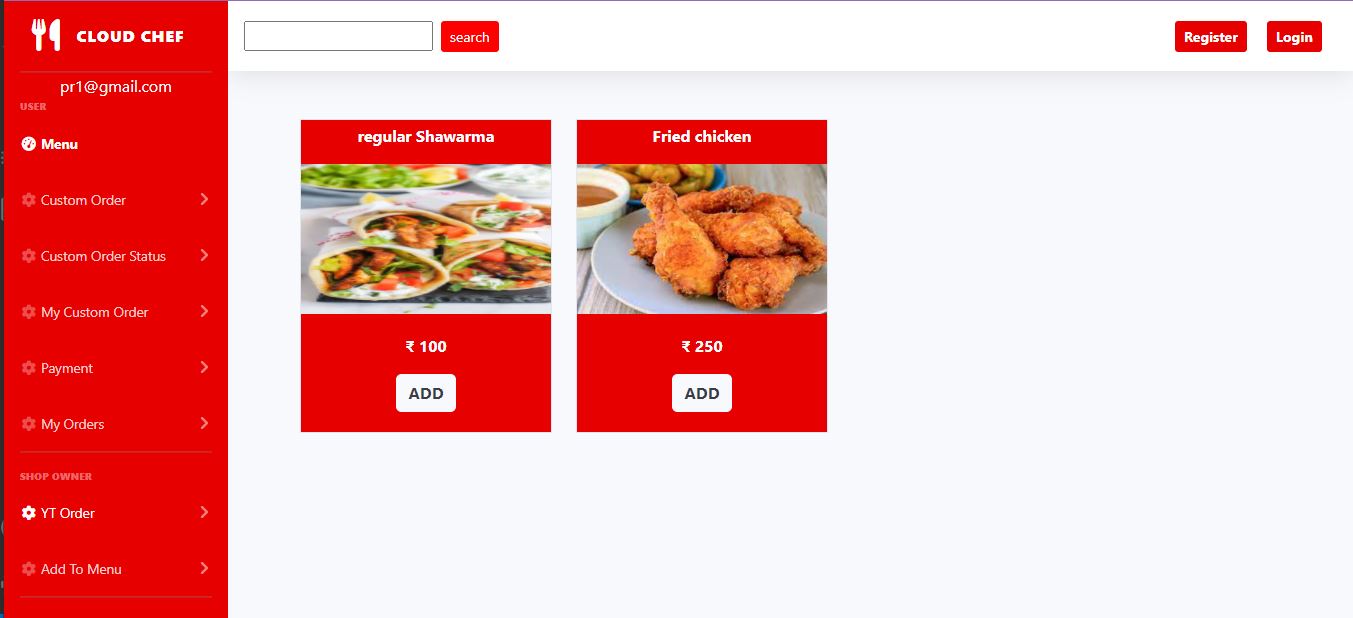 CLOUD CHEF
pr1@gmail.com
USER
Menu
Custom Order
Custom Order Status
My Custom Order
Payment
My Orders
SHOP OWNER
YT Order
Add To Menu
search
Register
Login
regular Shawarma
₹ 100
ADD
Fried chicken
₹ 250
ADD